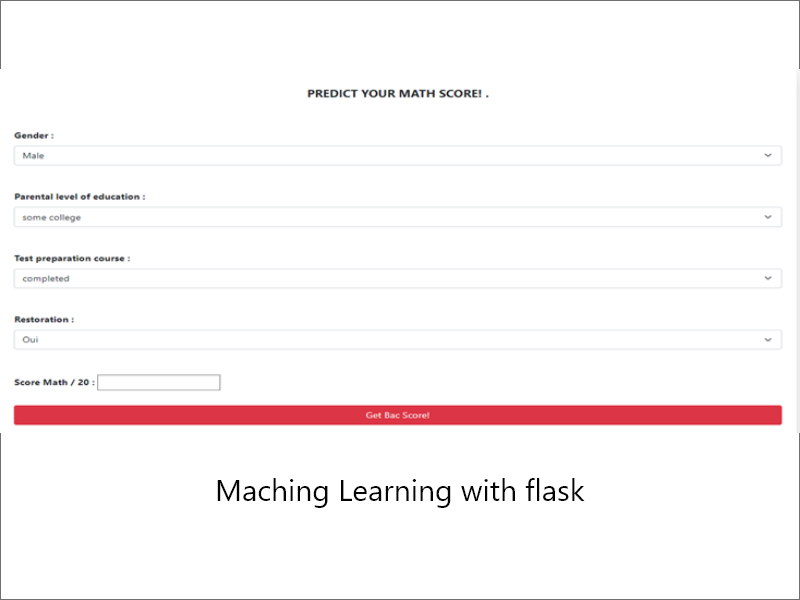 PREDICT YOUR MATH SCORE! .
Gender :
Male
Parental level of education :
some college
Test preparation course :
completed
Restoration :
Oui
Score Math / 20 :
Get Bac Score!
Maching Learning with flask